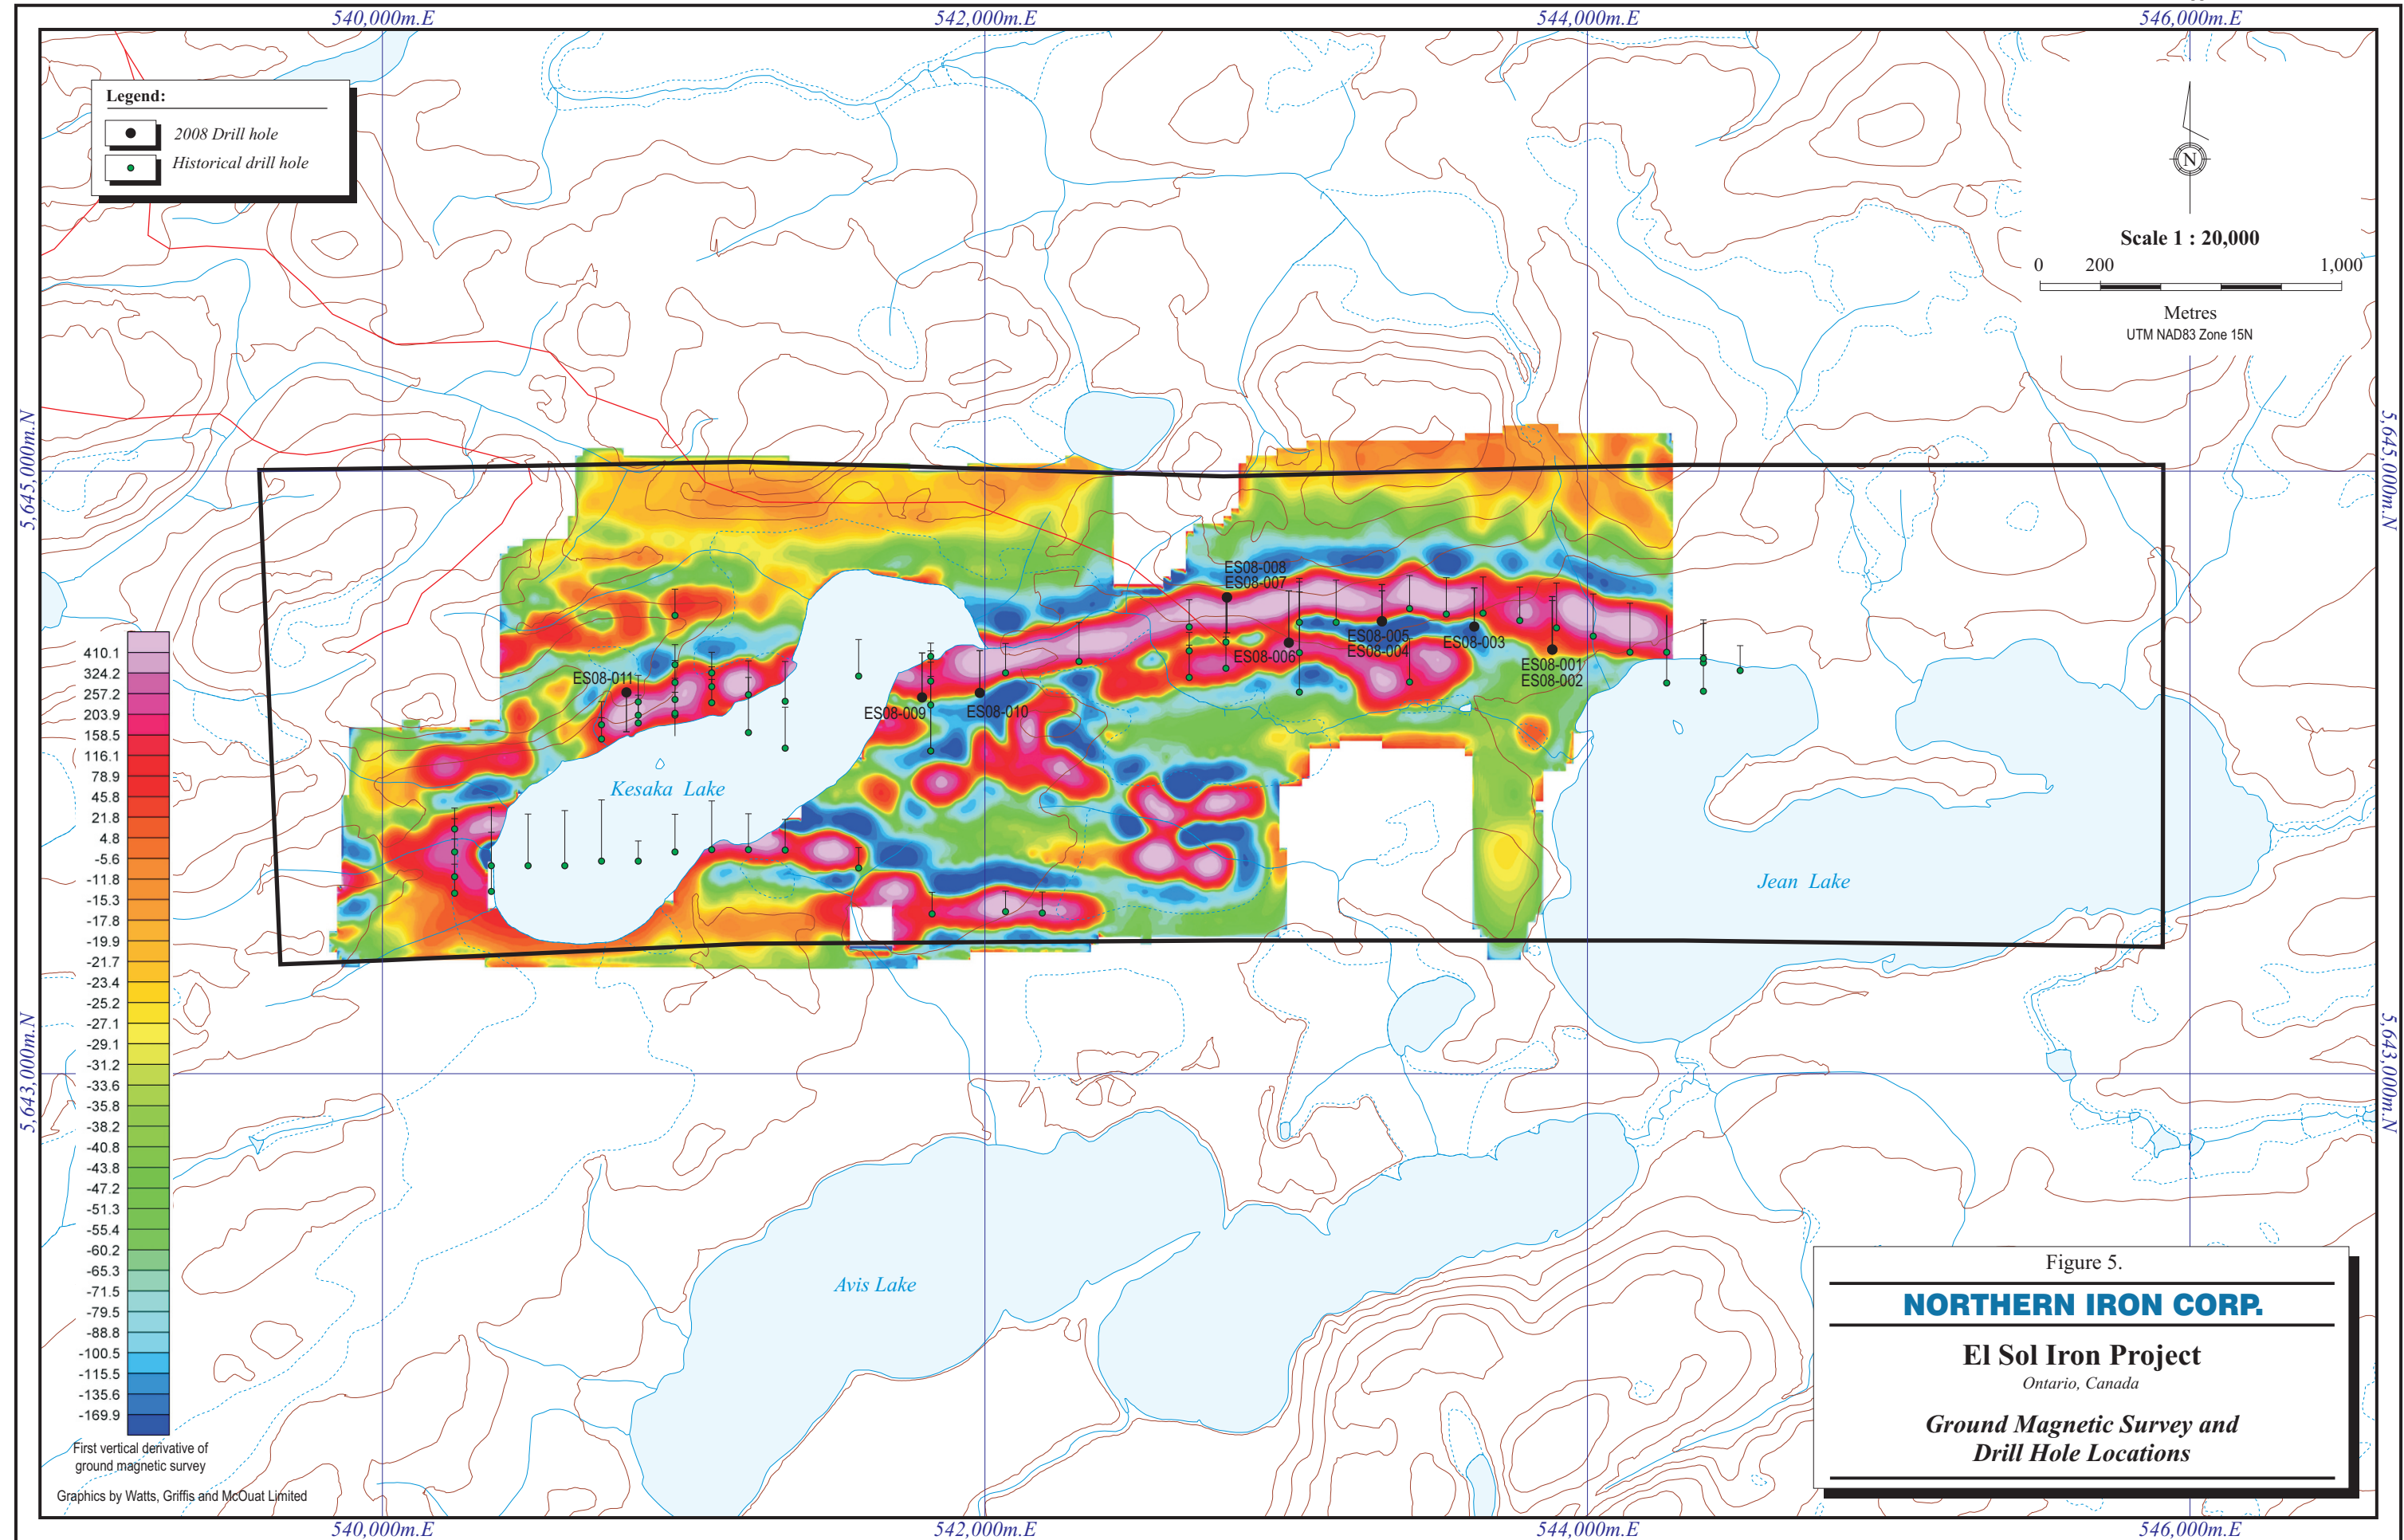 540,000m.E
542,000m.E
544,000m.E
546,000m.E
Legend:
2008 Drill hole
Historical drill hole
N
Scale 1 : 20,000
0 200 1,000
Metres
UTM NAD83 Zone 15N
5,645,000m.N
5,645,000m.N
ES08-008
ES08-007
ES08-005
ES08-004
ES08-003
ES08-006
ES08-001
ES08-002
ES08-011
ES08-009
ES08-010
Kesaka Lake
Jean Lake
Avis Lake
410.1
324.2
257.2
203.9
158.5
116.1
78.9
45.8
21.8
4.8
-5.6
-11.8
-15.3
-17.8
-19.9
-21.7
-23.4
-25.2
-27.1
-29.1
-31.2
-33.6
-35.8
-38.2
-40.8
-43.8
-47.2
-51.3
-55.4
-60.2
-65.3
-71.5
-79.5
-88.8
-100.5
-115.5
-135.6
-169.9
First vertical derivative of
ground magnetic survey
Graphics by Watts, Griffis and McOuat Limited
5,643,000m.N
5,643,000m.N
Figure 5.
NORTHERN IRON CORP.
El Sol Iron Project
Ontario, Canada
Ground Magnetic Survey and
Drill Hole Locations
540,000m.E
542,000m.E
544,000m.E
546,000m.E